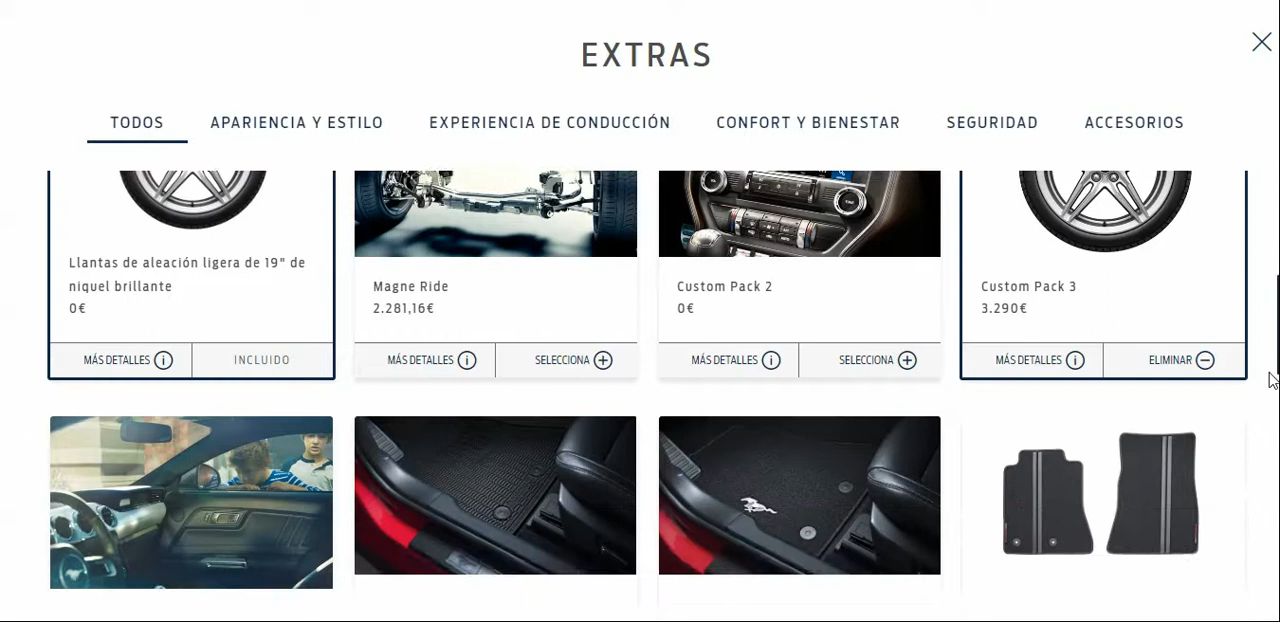 EXTRAS
TODOS
APARIENCIA Y ESTILO
EXPERIENCIA DE CONDUCCIÓN
CONFORT Y BIENESTAR
SEGURIDAD
ACCESORIOS
Llantas de aleación ligera de 19" de
niquel brillante
0€
MÁS DETALLES
INCLUIDO
Magne Ride
2.281,16€
MÁS DETALLES
SELECCIONA
Custom Pack 2
0€
MÁS DETALLES
SELECCIONA
Custom Pack 3
3.290€
MÁS DETALLES
ELIMINAR